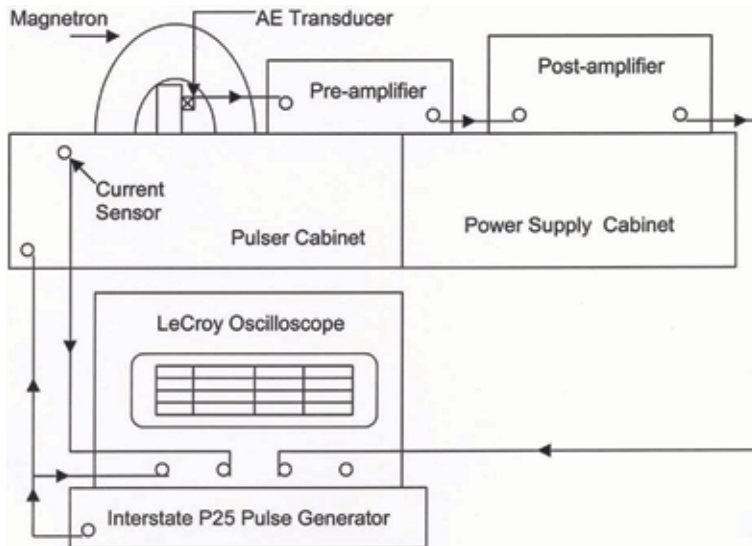 Magnetron
AE Transducer
Pre-amplifier
Post-amplifier
Current
Sensor
Pulser Cabinet
Power Supply Cabinet
LeCroy Oscilloscope
Interstate P25 Pulse Generator